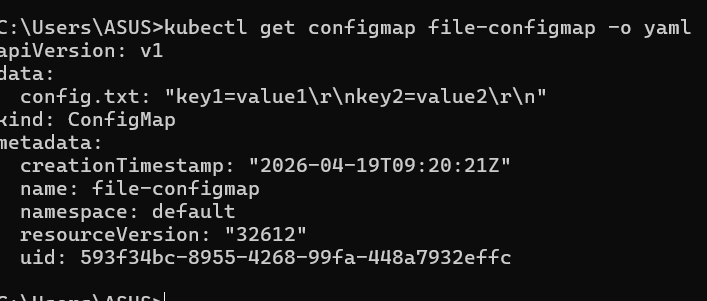 C:\Users\ASUS>kubectl get configmap file-configmap -o yaml
apiVersion: v1
data:
  config.txt: "key1=value1\r\nkey2=value2\r\n"
kind: ConfigMap
metadata:
  creationTimestamp: "2026-04-19T09:20:21Z"
  name: file-configmap
  namespace: default
  resourceVersion: "32612"
  uid: 593f34bc-8955-4268-99fa-448a7932effc
C:\Users\ASUS>